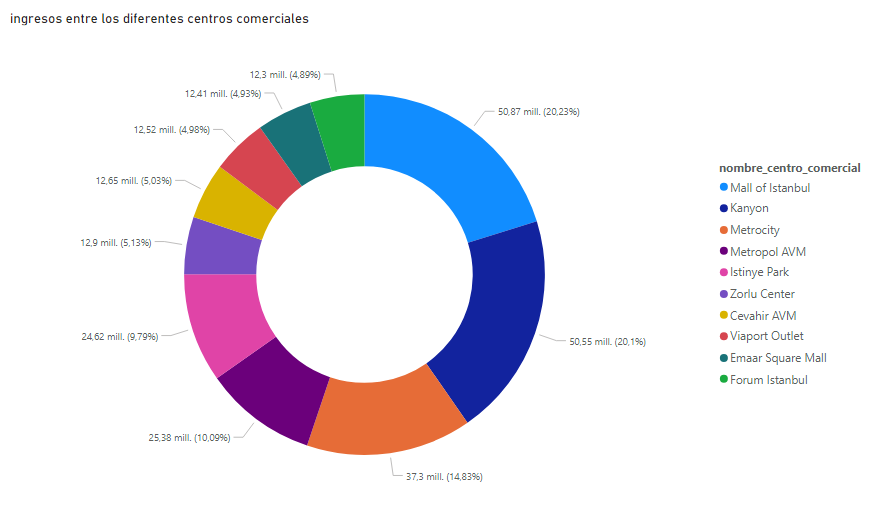 ingresos entre los diferentes centros comerciales
12,3 mill. (4,89%)
12,41 mill. (4,93%)
50,87 mill. (20,23%)
12,52 mill. (4,98%)
12,65 mill. (5,03%)
12,9 mill. (5,13%)
24,62 mill. (9,79%)
50,55 mill. (20,1%)
25,38 mill. (10,09%)
37,3 mill. (14,83%)
nombre_centro_comercial
Mall of Istanbul
Kanyon
Metrocity
Metropol AVM
Istinye Park
Zorlu Center
Cevahir AVM
Viaport Outlet
Emaar Square Mall
Forum Istanbul